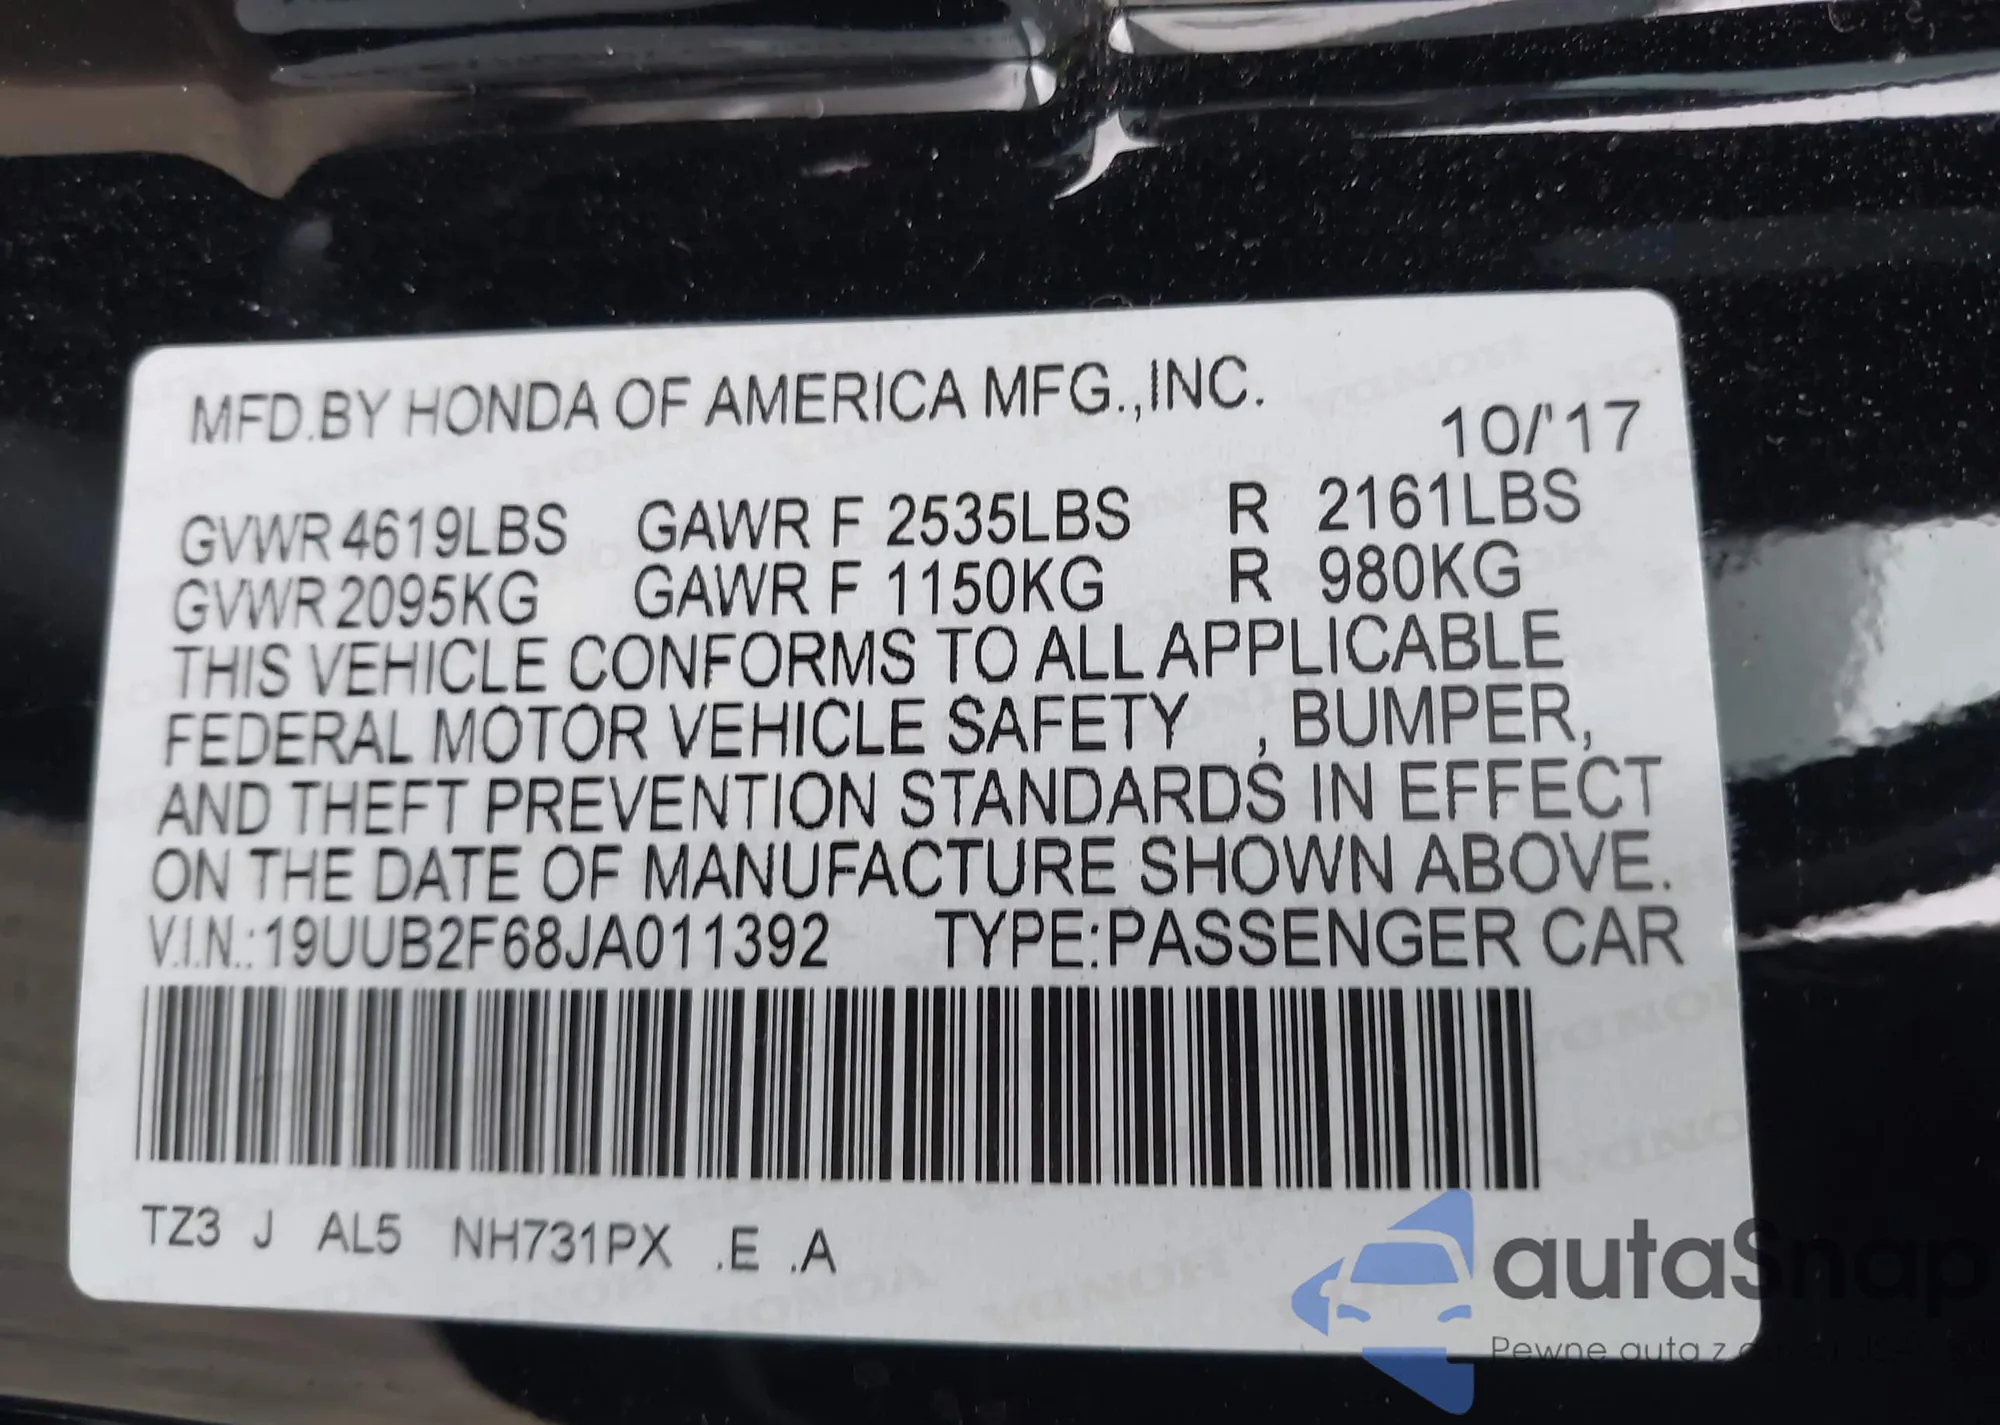 MFD.BY HONDA OF AMERICA MFG.,INC.
10/'17
GVWR 4619LBS GAWR F 2535LBS R 2161LBS
GVWR 2095KG GAWR F 1150KG R 980KG
THIS VEHICLE CONFORMS TO ALL APPLICABLE
FEDERAL MOTOR VEHICLE SAFETY , BUMPER,
AND THEFT PREVENTION STANDARDS IN EFFECT
ON THE DATE OF MANUFACTURE SHOWN ABOVE.
V.I.N.:19UUB2F68JA011392 TYPE:PASSENGER CAR
TZ3 J AL5 NH731PX .E .A
autaSnap
Pewne auta z